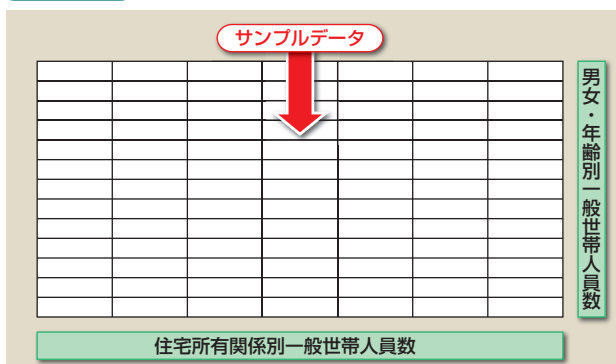 サンプルデータ
男女・年齢別一般世帯人員数
住宅所有関係別一般世帯人員数